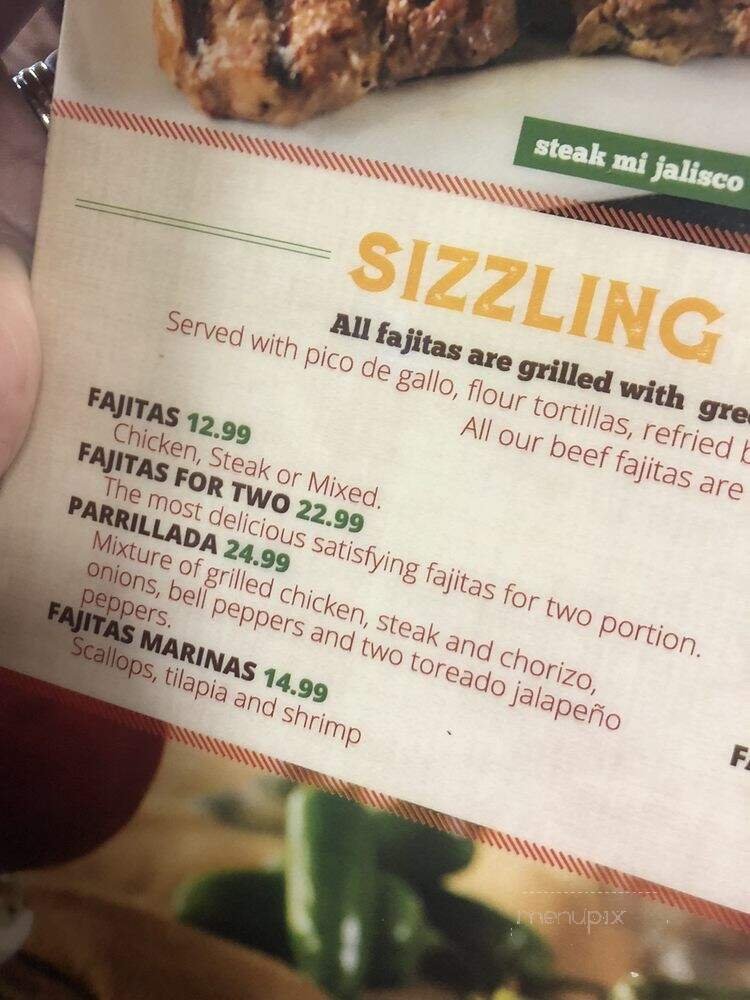 steak mi jalisco
SIZZLING
All fajitas are grilled with
Served with pico de gallo, flour tortillas, refried
All our beef fajitas are
FAJITAS 12.99
Chicken, Steak or Mixed.
FAJITAS FOR TWO 22.99
The most delicious satisfying fajitas for two portion.
PARRILLADA 24.99
Mixture of grilled chicken, steak and chorizo,
onions, bell peppers and two toreado jalapeño
peppers.
FAJITAS MARINAS 14.99
Scallops, tilapia and shrimp
menupix